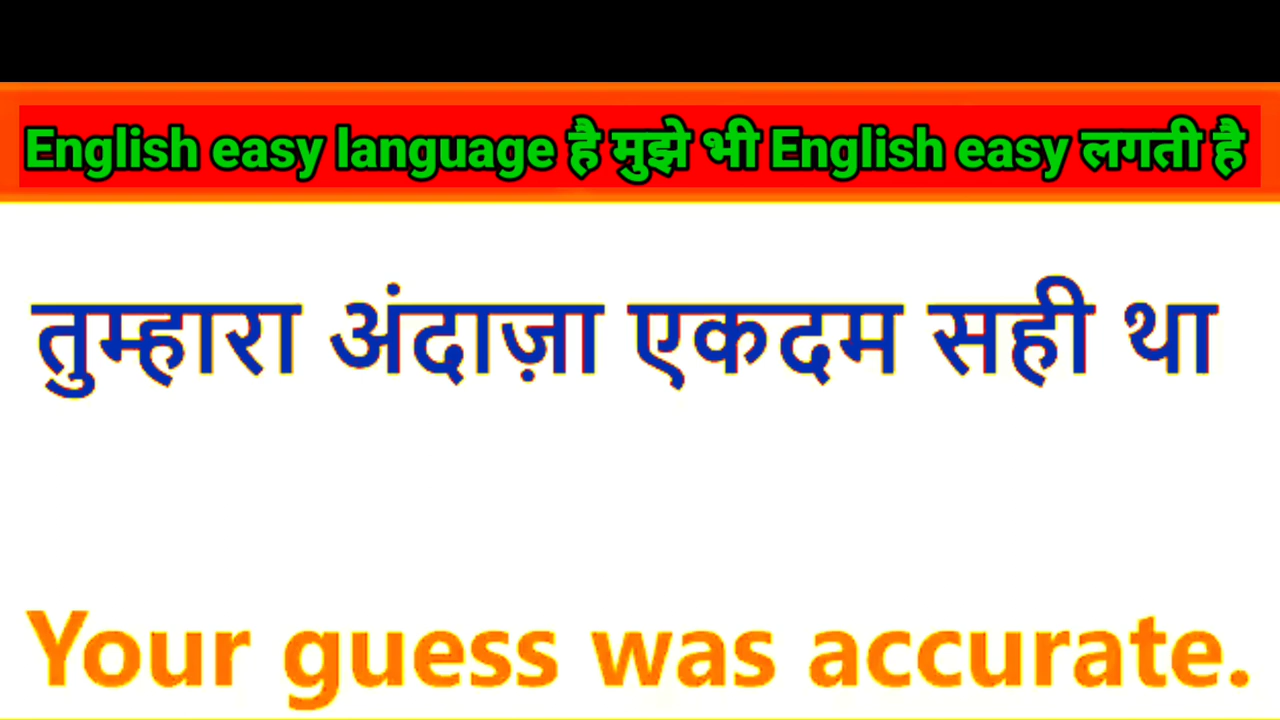 English easy language है मुझे भी English easy लगती है
तुम्हारा अंदाज़ा एकदम सही था
Your guess was accurate.